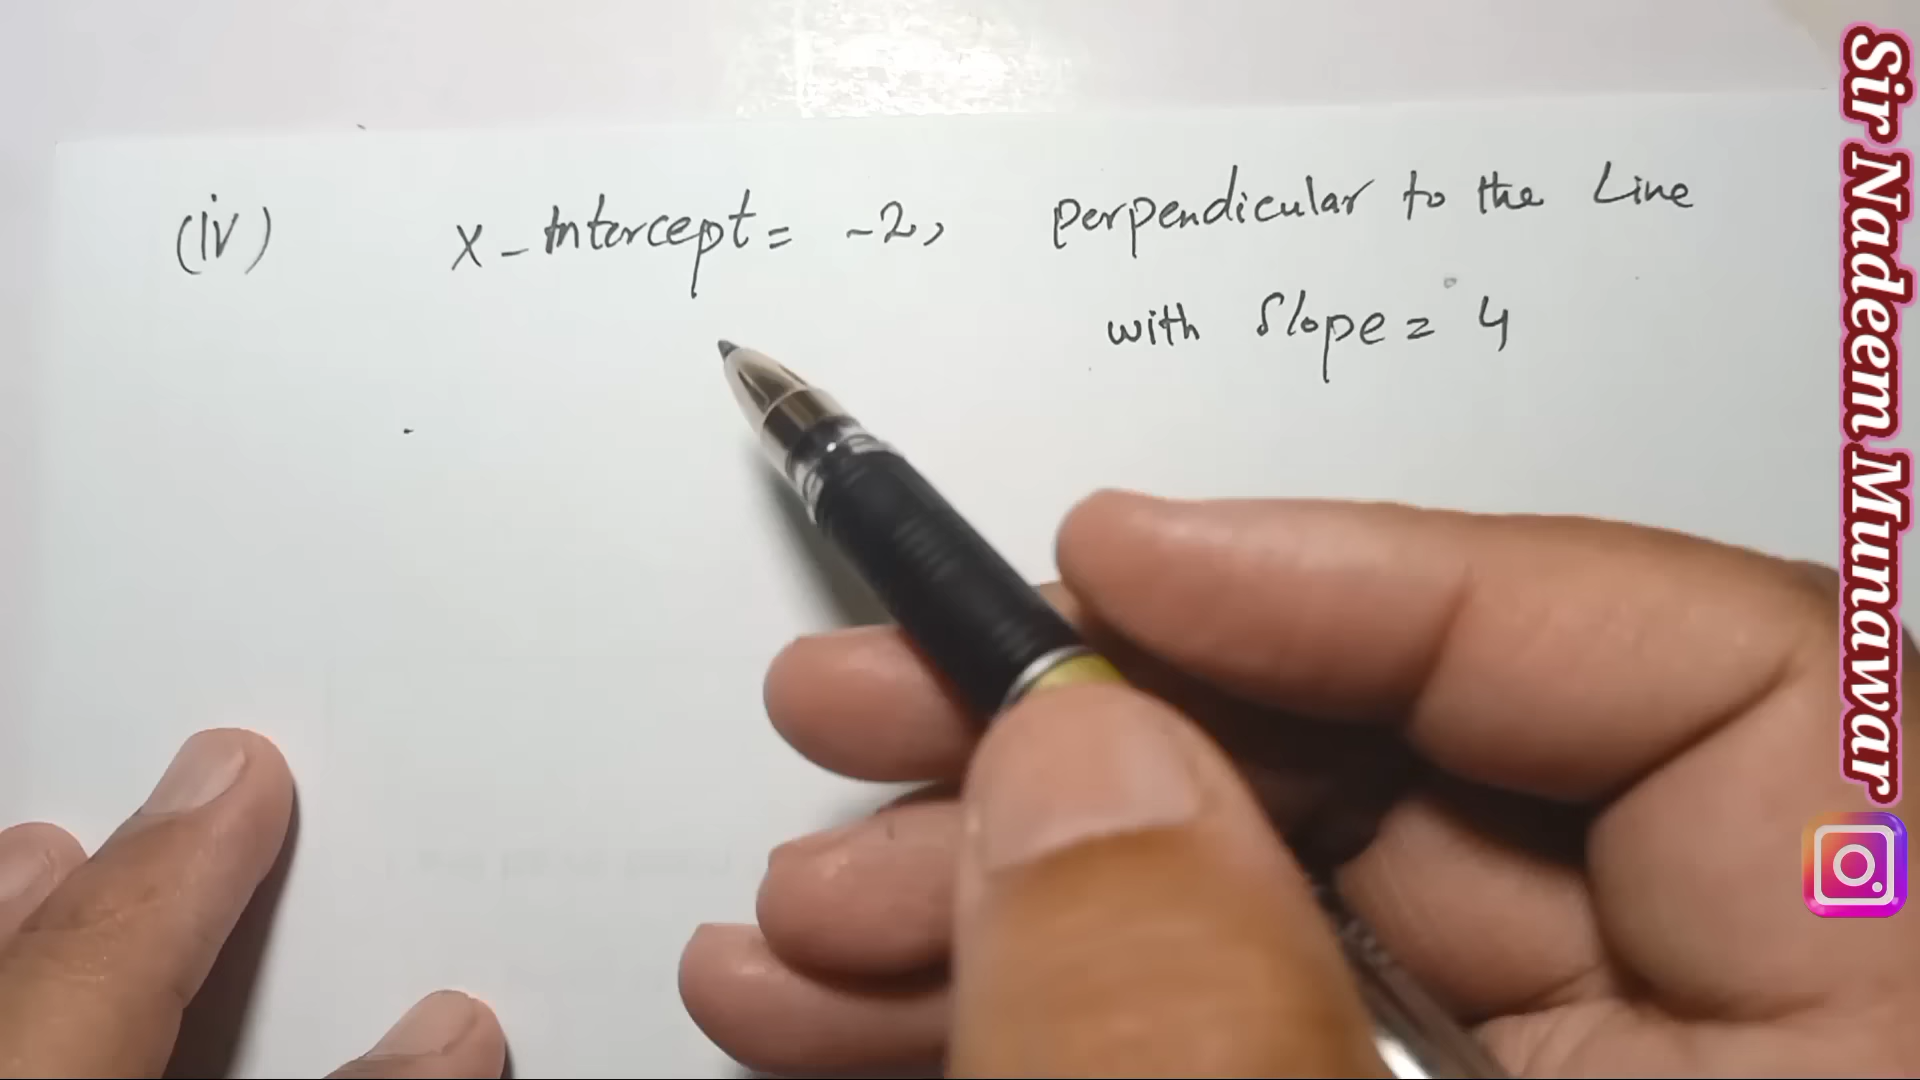 (iv) X-Intercept = -2, perpendicular to the Line
with Slope = 4
Sir Nadeem Munawar